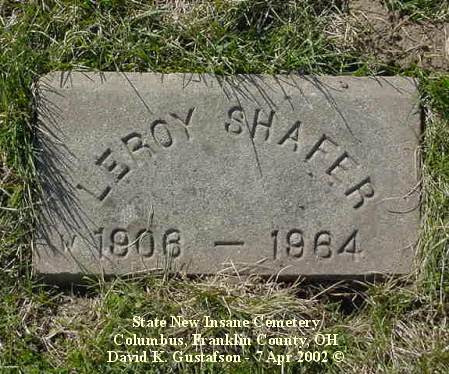 LEROY SHAFER
W 1906 — 1964
State New Insane Cemetery
Columbus, Franklin County, OH
David K. Gustafson - 7 Apr 2002 ©